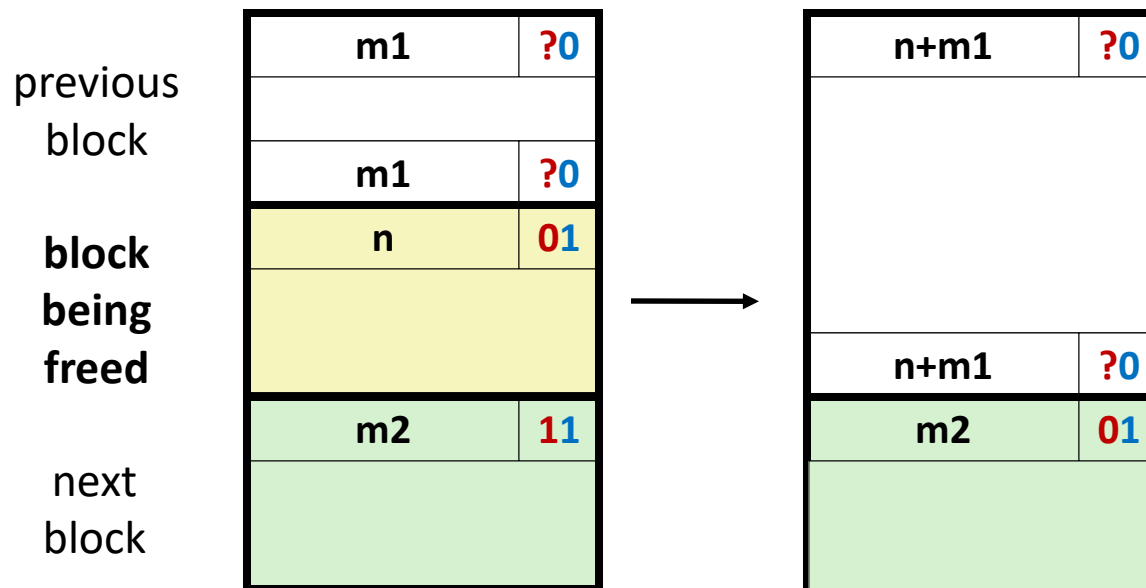 previous
block
block
being
freed
next
block
m1 ?0
m1 ?0
n 01
m2 11
n+m1 ?0
n+m1 ?0
m2 01